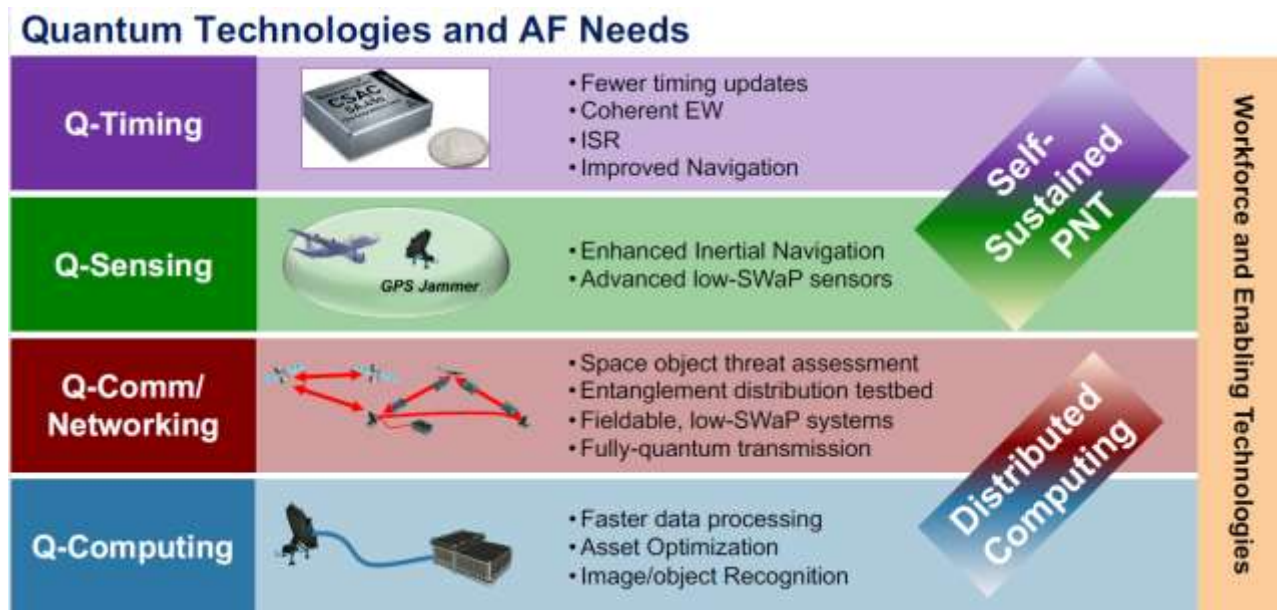 Quantum Technologies and AF Needs
Q-Timing
CSAC
• Fewer timing updates
• Coherent EW
• ISR
• Improved Navigation
Self-
Sustained
PNT
Q-Sensing
GPS Jammer
• Enhanced Inertial Navigation
• Advanced low-SWaP sensors
Q-Comm/
Networking
• Space object threat assessment
• Entanglement distribution testbed
• Fieldable, low-SWaP systems
• Fully-quantum transmission
Distributed
Computing
Q-Computing
• Faster data processing
• Asset Optimization
• Image/object Recognition
Workforce and Enabling Technologies